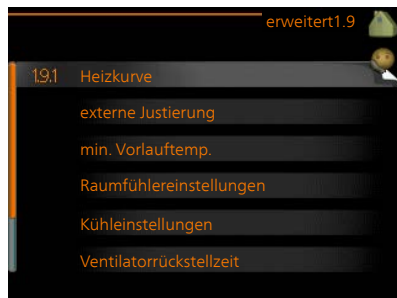 erweitert1.9
1.9.1 Heizkurve
externe Justierung
min. Vorlauftemp.
Raumfühlereinstellungen
Kühleinstellungen
Ventilatorrückstellzeit